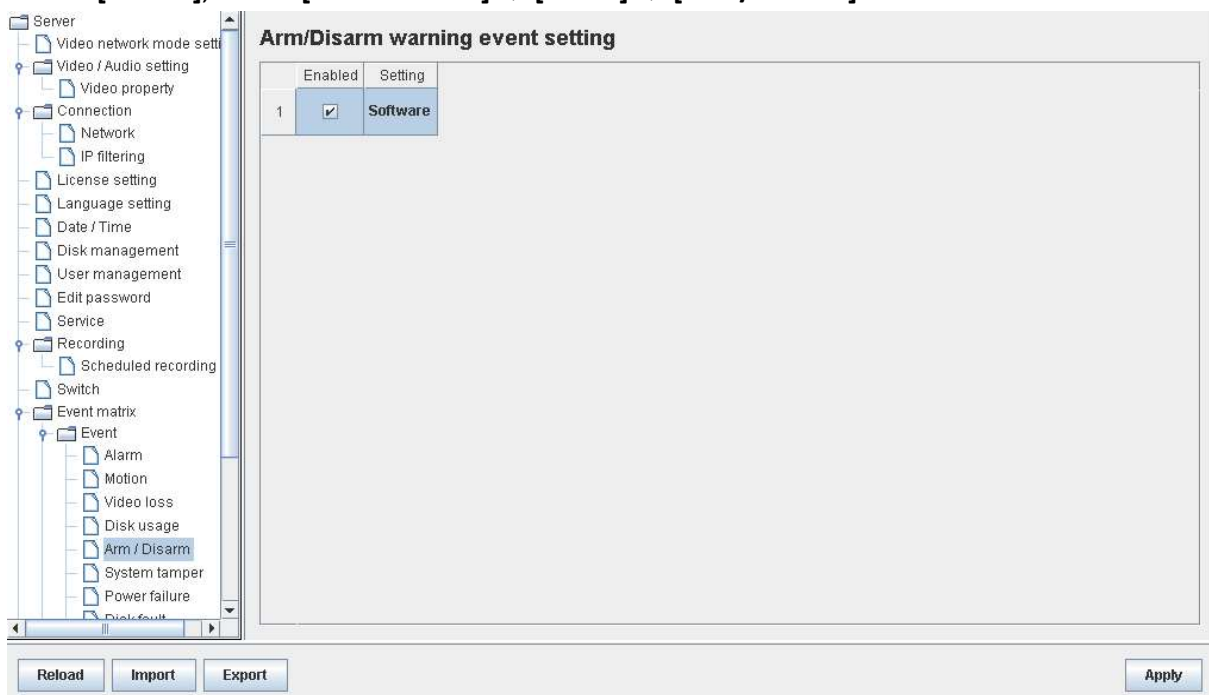 Server
Video network mode setti
Video / Audio setting
Video property
Connection
Network
IP filtering
License setting
Language setting
Date / Time
Disk management
User management
Edit password
Service
Recording
Scheduled recording
Switch
Event matrix
Event
Alarm
Motion
Video loss
Disk usage
Arm / Disarm
System tamper
Power failure
Disk fault
Arm/Disarm warning event setting
Enabled Setting
1 Software
Reload Import Export Apply